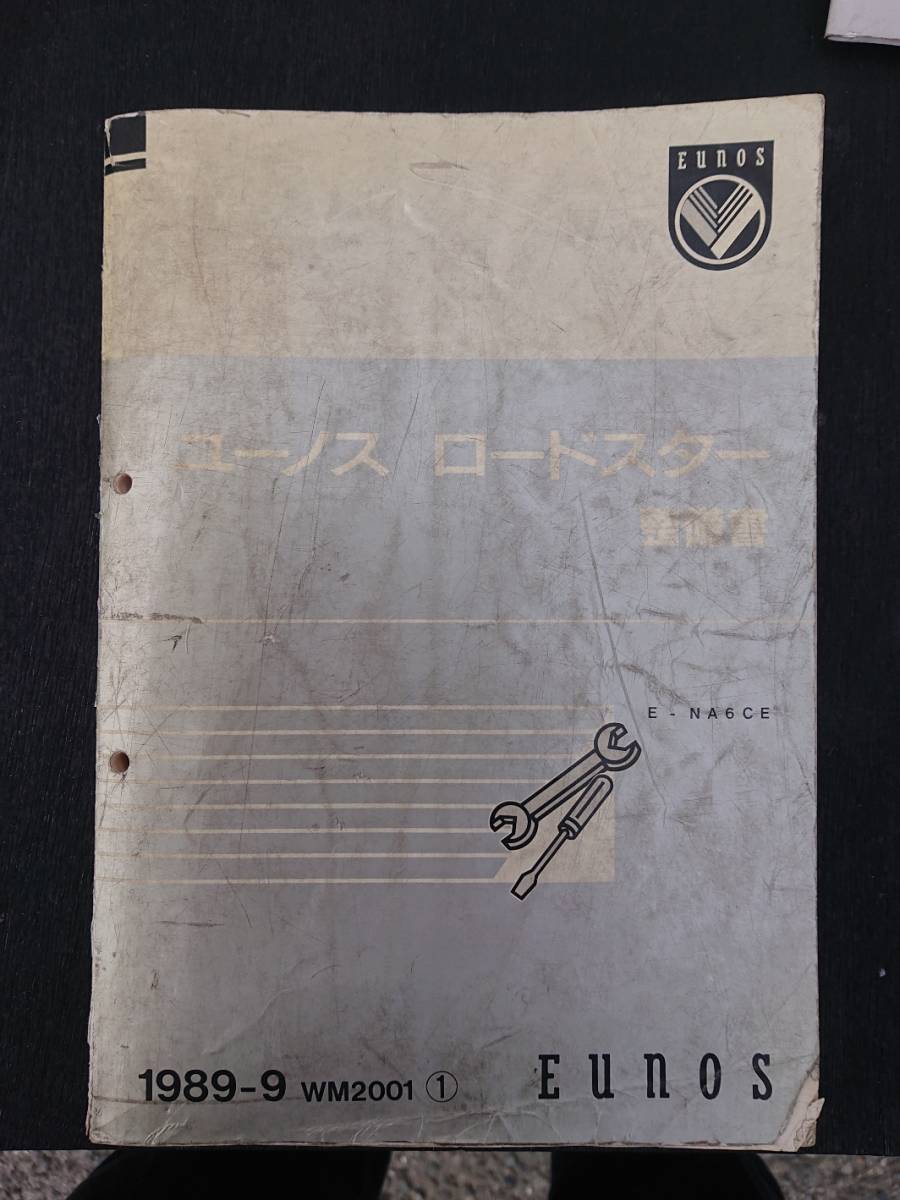 EUNOS
ユーノス ロードスター
整備書
E - NA6CE
1989-9 WM2001 ①
EUNOS